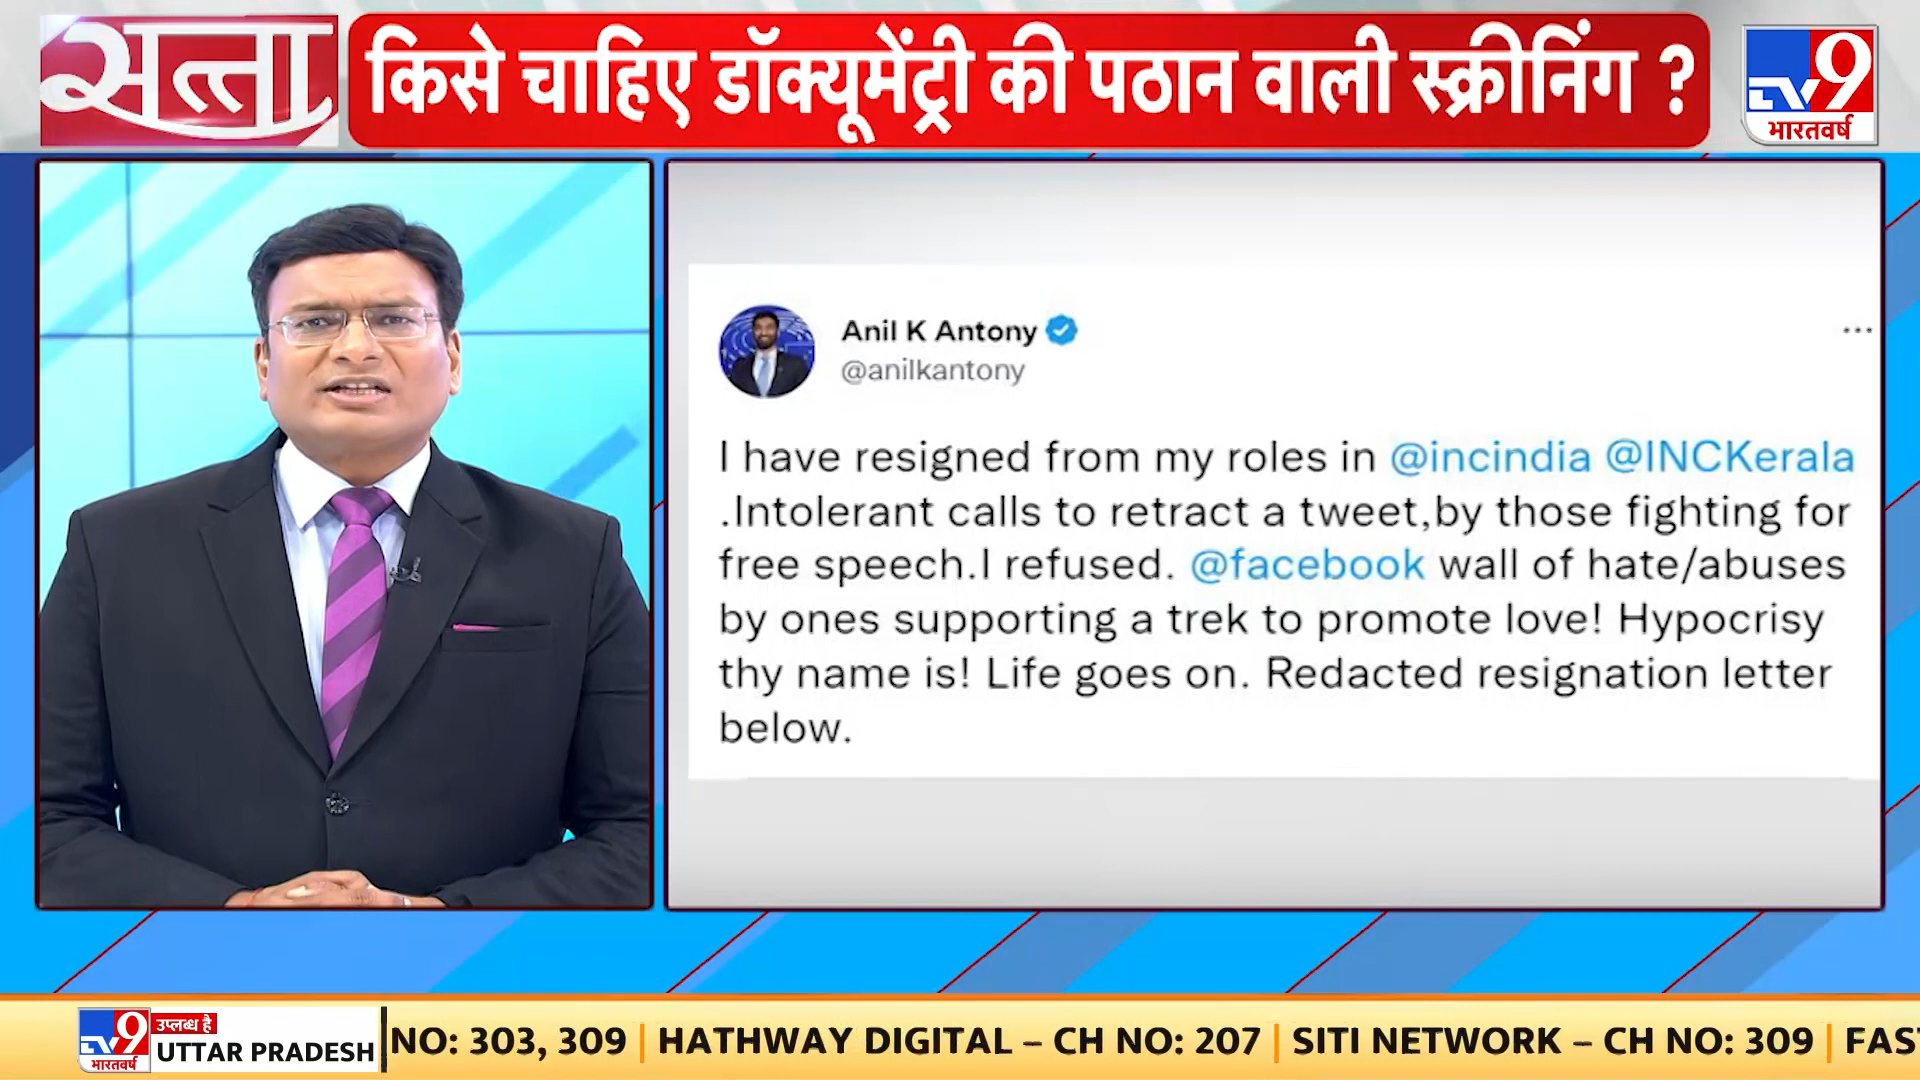 सत्ता
किसे चाहिए डॉक्यूमेंट्री की पठान वाली स्क्रीनिंग ?
TV9
भारतवर्ष
Anil K Antony
@anilkantony
I have resigned from my roles in @incindia @INCKerala
.Intolerant calls to retract a tweet,by those fighting for
free speech.I refused. @facebook wall of hate/abuses
by ones supporting a trek to promote love! Hypocrisy
thy name is! Life goes on. Redacted resignation letter
below.
TV9
भारतवर्ष
उप्लब्ध है
UTTAR PRADESH
NO: 303, 309 | HATHWAY DIGITAL – CH NO: 207 | SITI NETWORK – CH NO: 309 | FAS